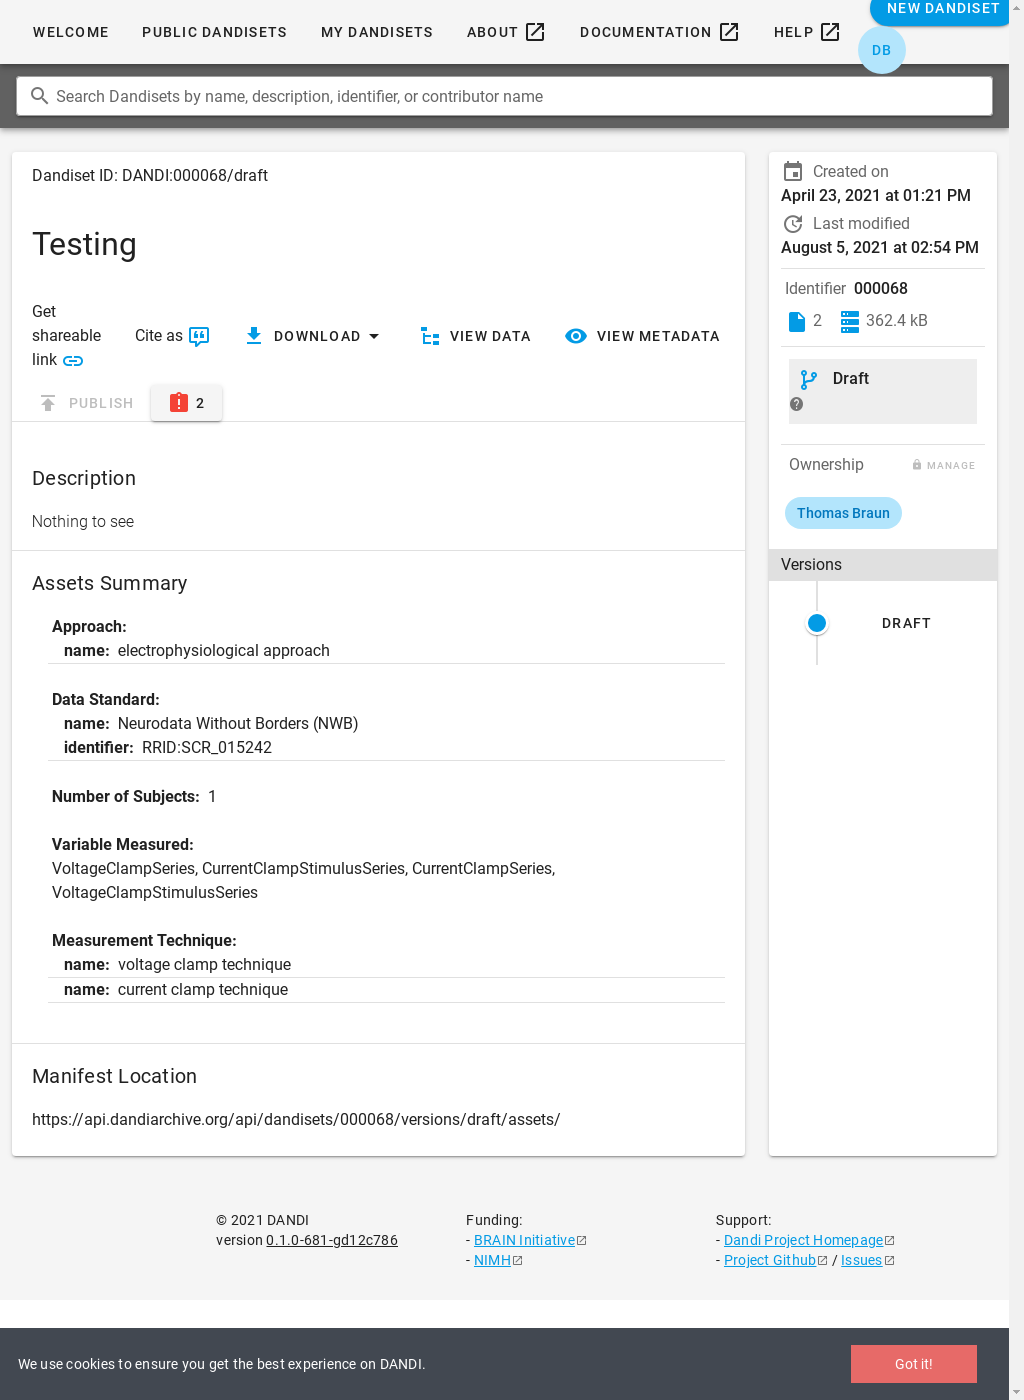 WELCOME PUBLIC DANDISETS MY DANDISETS ABOUT DOCUMENTATION HELP NEW DANDISET
DB
Search Dandisets by name, description, identifier, or contributor name
Dandiset ID: DANDI:000068/draft
Testing
Get
shareable
link
Cite as
DOWNLOAD
VIEW DATA
VIEW METADATA
PUBLISH
2
Description
Nothing to see
Assets Summary
Approach:
name: electrophysiological approach
Data Standard:
name: Neurodata Without Borders (NWB)
identifier: RRID:SCR_015242
Number of Subjects: 1
Variable Measured:
VoltageClampSeries, CurrentClampStimulusSeries, CurrentClampSeries,
VoltageClampStimulusSeries
Measurement Technique:
name: voltage clamp technique
name: current clamp technique
Manifest Location
https://api.dandiarchive.org/api/dandisets/000068/versions/draft/assets/
Created on
April 23, 2021 at 01:21 PM
Last modified
August 5, 2021 at 02:54 PM
Identifier 000068
2 362.4 kB
Draft
Ownership MANAGE
Thomas Braun
Versions
DRAFT
© 2021 DANDI
version 0.1.0-681-gd12c786
Funding:
- BRAIN Initiative
- NIMH
Support:
- Dandi Project Homepage
- Project Github / Issues
We use cookies to ensure you get the best experience on DANDI.
Got it!